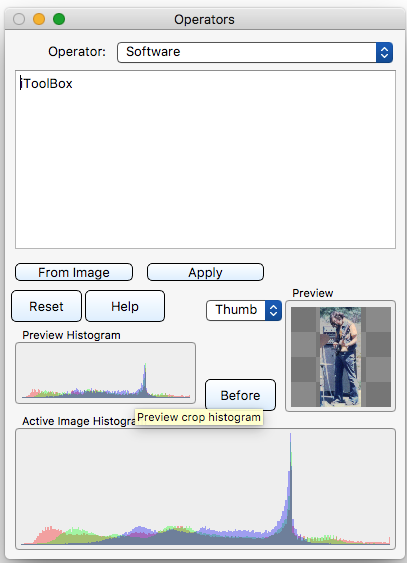 Operators
Operator: Software
iToolBox
From Image Apply
Reset Help Thumb
Preview
Preview Histogram
Before
Preview crop histogram
Active Image Histogra